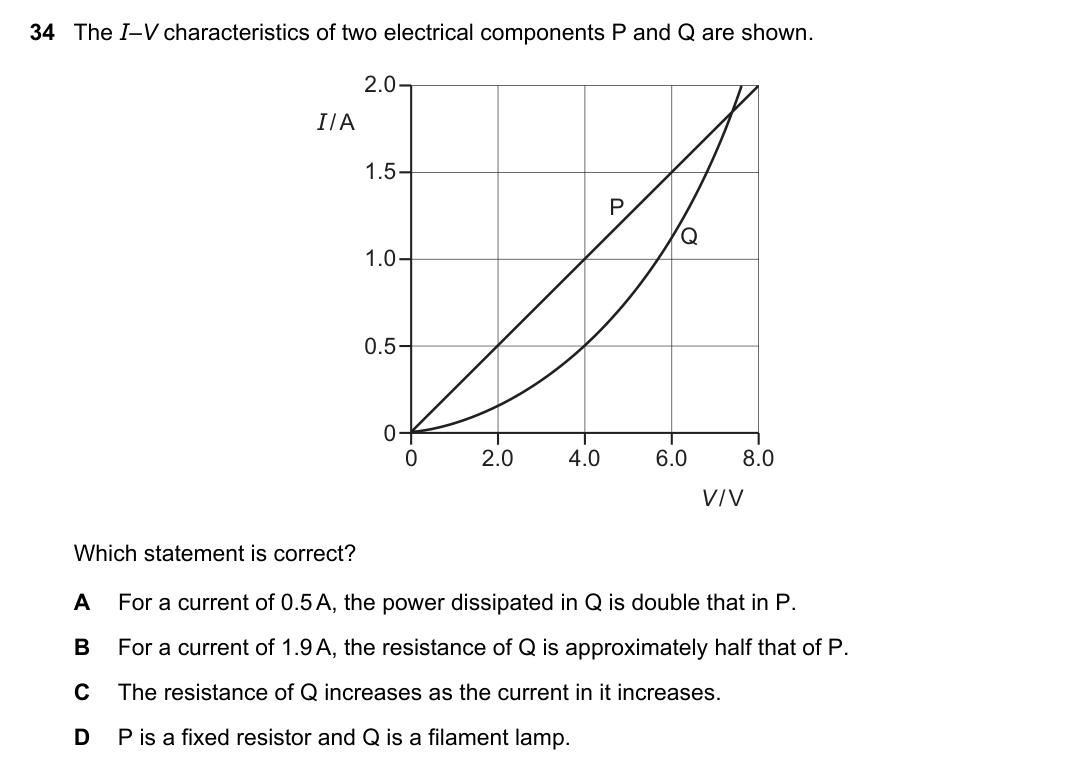 34 The I–V characteristics of two electrical components P and Q are shown.
2.0
I/A
1.5
P
Q
1.0
0.5
0
0 2.0 4.0 6.0 8.0
V/V
Which statement is correct?
A For a current of 0.5 A, the power dissipated in Q is double that in P.
B For a current of 1.9 A, the resistance of Q is approximately half that of P.
C The resistance of Q increases as the current in it increases.
D P is a fixed resistor and Q is a filament lamp.